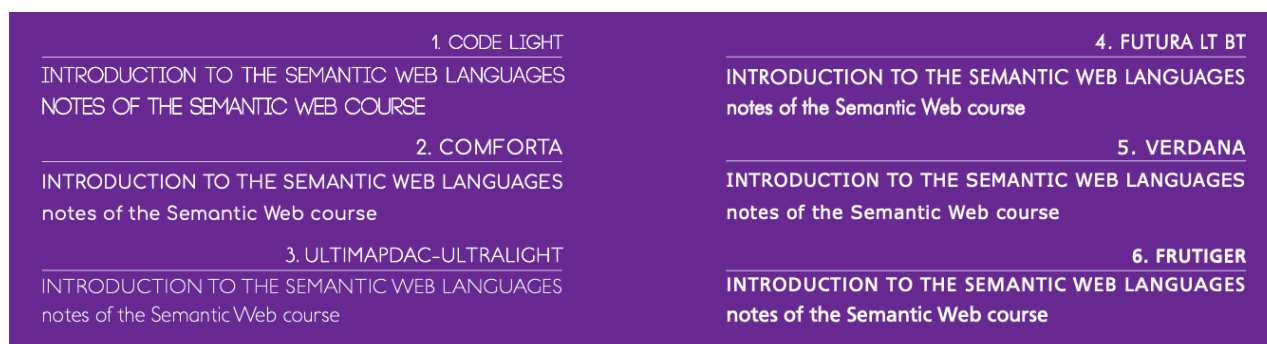 1. CODE LIGHT
INTRODUCTION TO THE SEMANTIC WEB LANGUAGES
NOTES OF THE SEMANTIC WEB COURSE
2. COMFORTA
INTRODUCTION TO THE SEMANTIC WEB LANGUAGES
notes of the Semantic Web course
3. ULTIMAPDAC-ULTRALIGHT
INTRODUCTION TO THE SEMANTIC WEB LANGUAGES
notes of the Semantic Web course
4. FUTURA LT BT
INTRODUCTION TO THE SEMANTIC WEB LANGUAGES
notes of the Semantic Web course
5. VERDANA
INTRODUCTION TO THE SEMANTIC WEB LANGUAGES
notes of the Semantic Web course
6. FRUTIGER
INTRODUCTION TO THE SEMANTIC WEB LANGUAGES
notes of the Semantic Web course